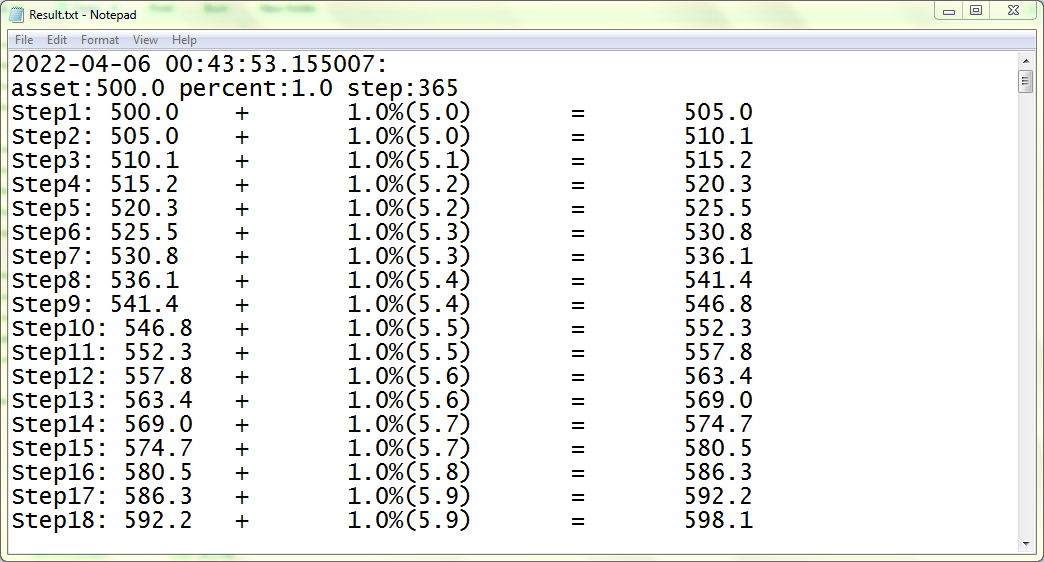 Result.txt - Notepad
File Edit Format View Help
2022-04-06 00:43:53.155007:
asset:500.0 percent:1.0 step:365
Step1: 500.0 + 1.0%(5.0) = 505.0
Step2: 505.0 + 1.0%(5.0) = 510.1
Step3: 510.1 + 1.0%(5.1) = 515.2
Step4: 515.2 + 1.0%(5.2) = 520.3
Step5: 520.3 + 1.0%(5.2) = 525.5
Step6: 525.5 + 1.0%(5.3) = 530.8
Step7: 530.8 + 1.0%(5.3) = 536.1
Step8: 536.1 + 1.0%(5.4) = 541.4
Step9: 541.4 + 1.0%(5.4) = 546.8
Step10: 546.8 + 1.0%(5.5) = 552.3
Step11: 552.3 + 1.0%(5.5) = 557.8
Step12: 557.8 + 1.0%(5.6) = 563.4
Step13: 563.4 + 1.0%(5.6) = 569.0
Step14: 569.0 + 1.0%(5.7) = 574.7
Step15: 574.7 + 1.0%(5.7) = 580.5
Step16: 580.5 + 1.0%(5.8) = 586.3
Step17: 586.3 + 1.0%(5.9) = 592.2
Step18: 592.2 + 1.0%(5.9) = 598.1